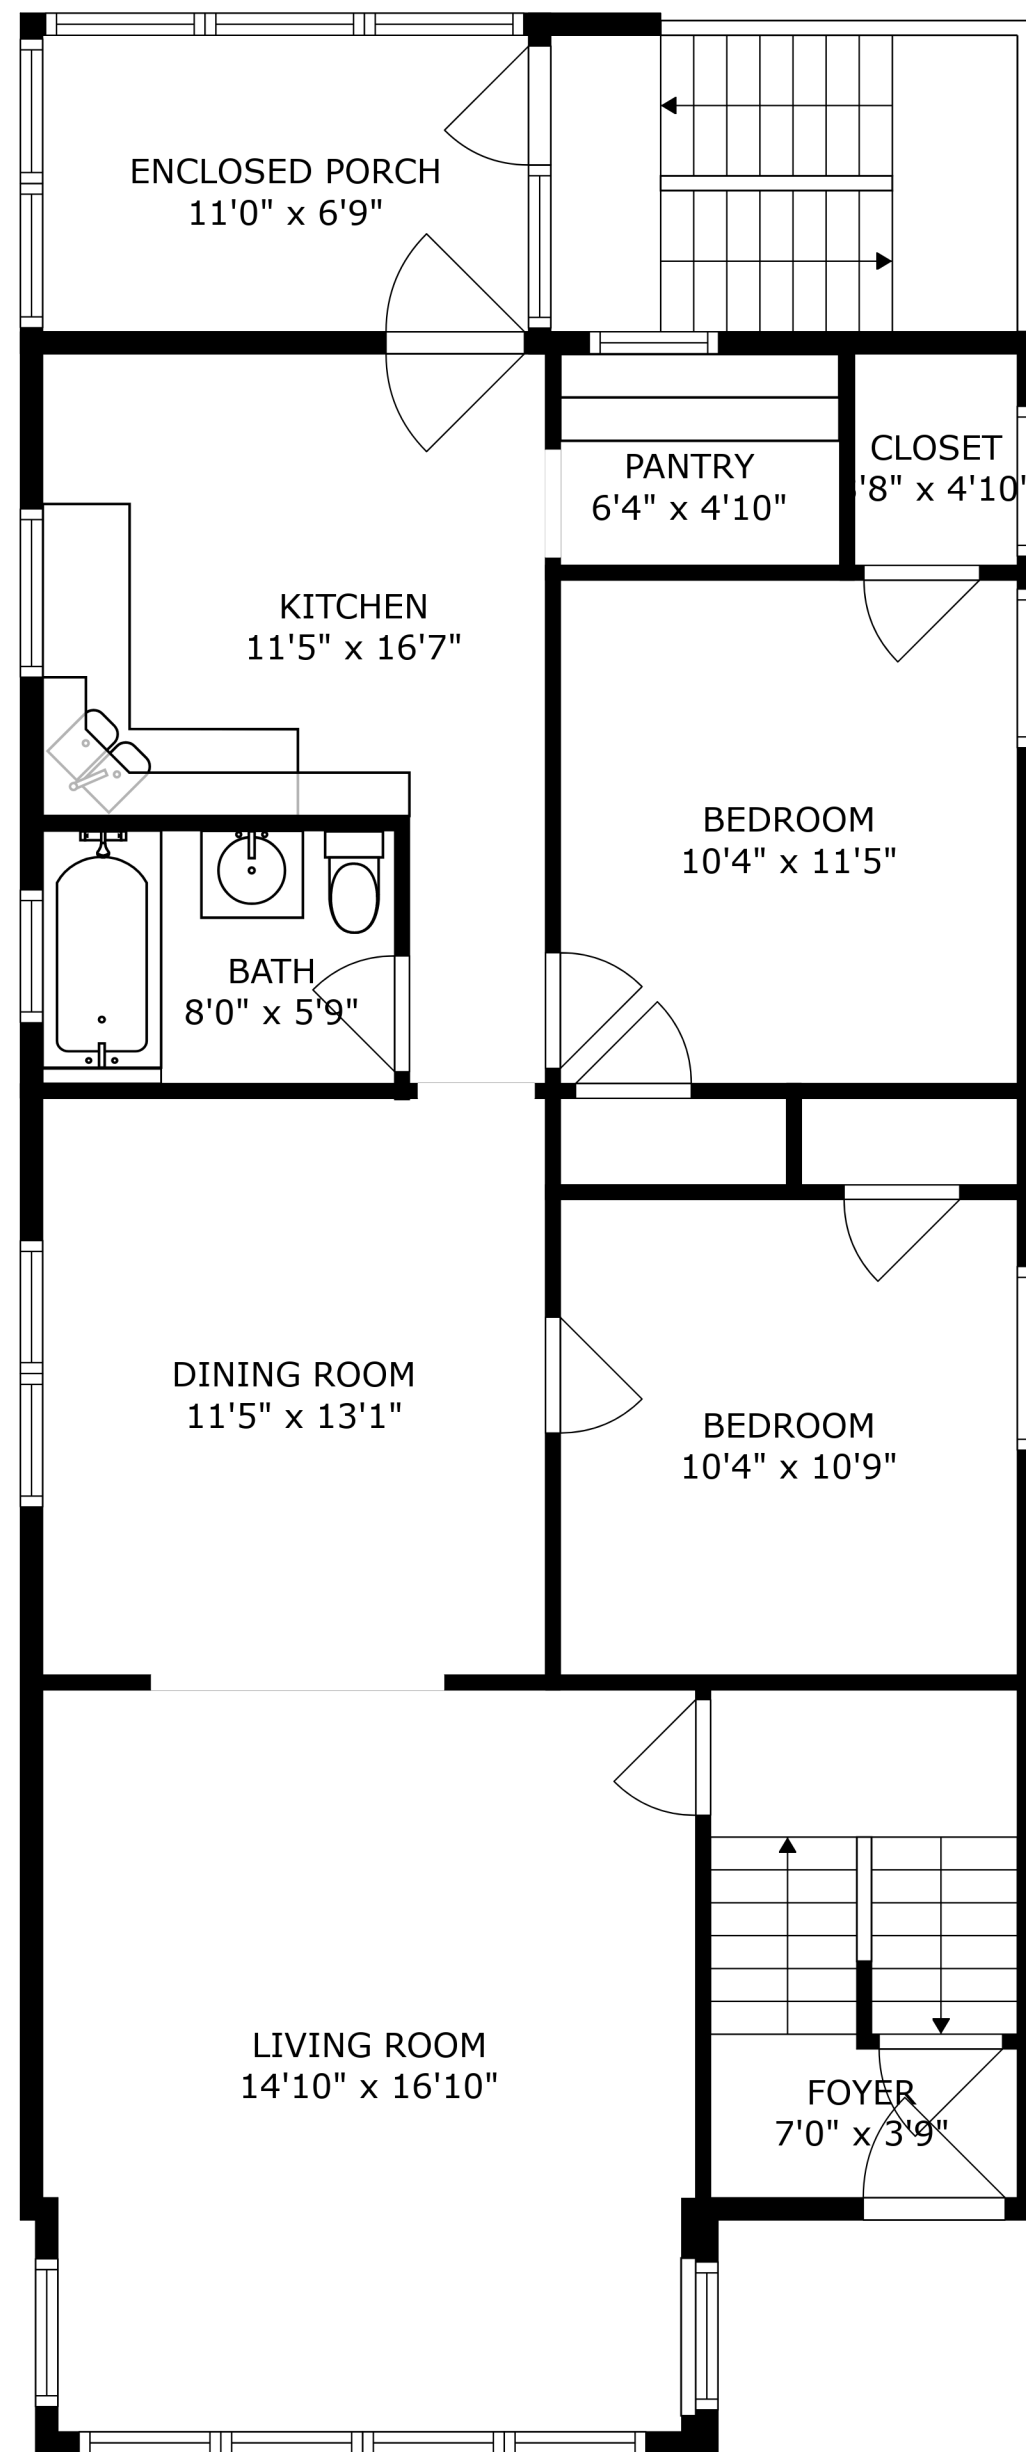 ENCLOSED PORCH
11'0" x 6'9"
CLOSET
'8" x 4'10"
PANTRY
6'4" x 4'10"
KITCHEN
11'5" x 16'7"
BEDROOM
10'4" x 11'5"
BATH
8'0" x 5'9"
DINING ROOM
11'5" x 13'1"
BEDROOM
10'4" x 10'9"
LIVING ROOM
14'10" x 16'10"
FOYER
7'0" x 3'9"